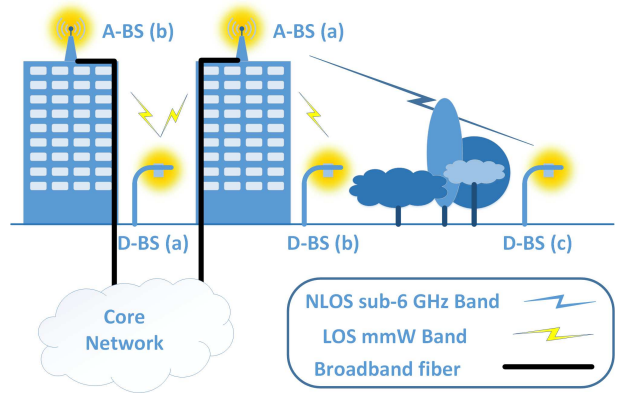 A-BS (b)
A-BS (a)
D-BS (a)
D-BS (b)
D-BS (c)
Core
Network
NLOS sub-6 GHz Band
LOS mmW Band
Broadband fiber